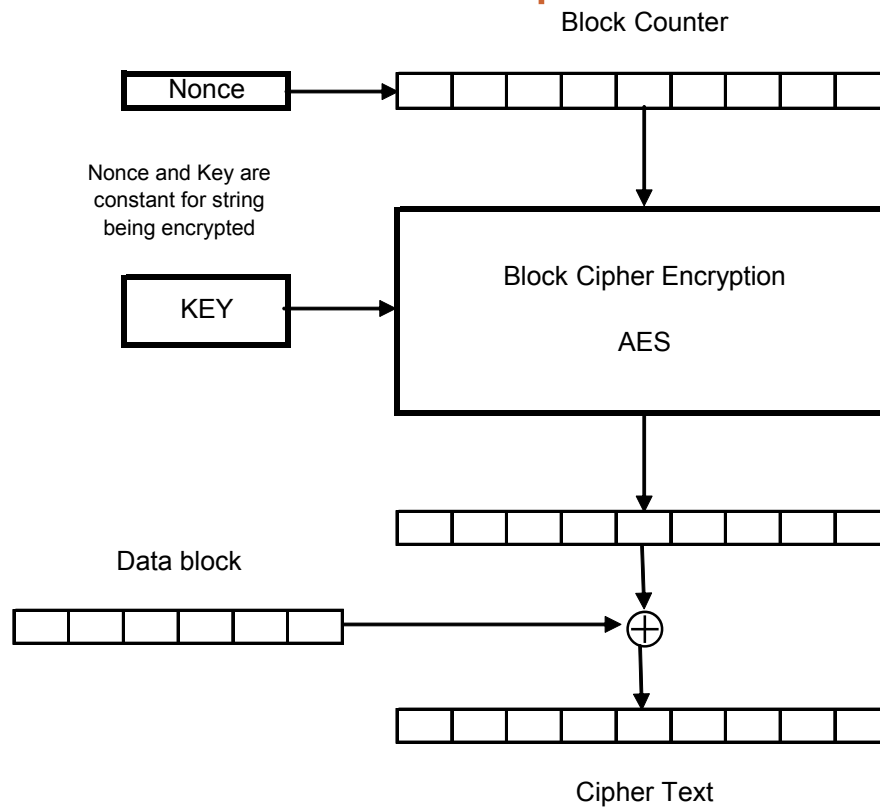 Block Counter
Nonce
Nonce and Key are
constant for string
being encrypted
KEY
Block Cipher Encryption
AES
Data block
Cipher Text